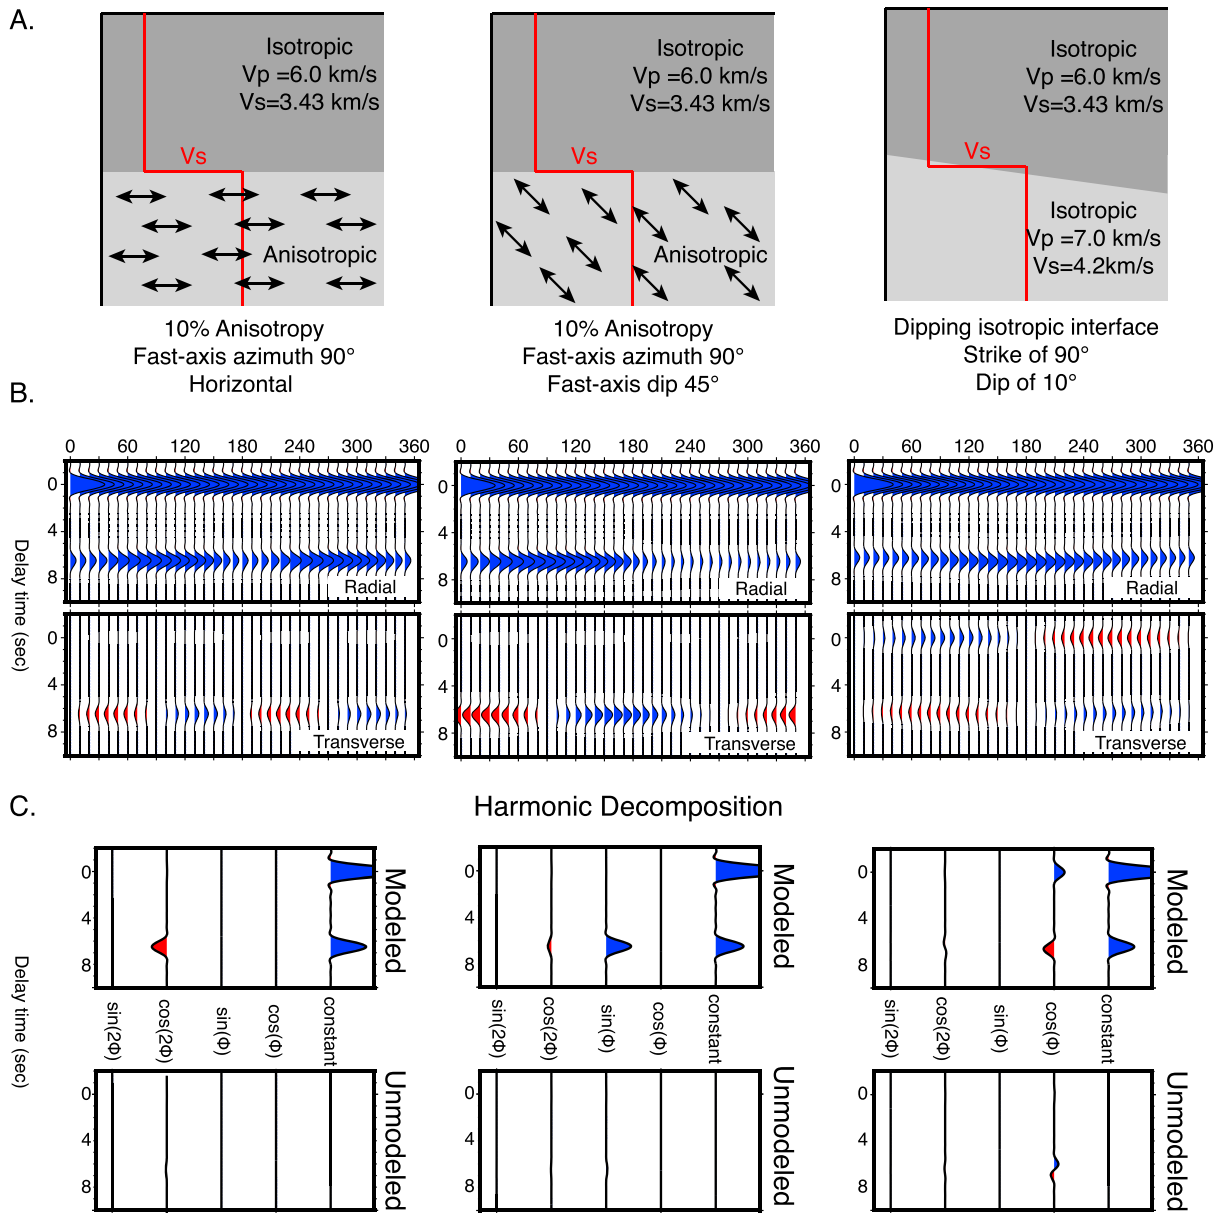 A.
Isotropic
Vp =6.0 km/s
Vs=3.43 km/s
Vs
Anisotropic
10% Anisotropy
Fast-axis azimuth 90°
Horizontal
Isotropic
Vp =6.0 km/s
Vs=3.43 km/s
Vs
Anisotropic
10% Anisotropy
Fast-axis azimuth 90°
Fast-axis dip 45°
Isotropic
Vp =6.0 km/s
Vs=3.43 km/s
Vs
Isotropic
Vp =7.0 km/s
Vs=4.2km/s
Dipping isotropic interface
Strike of 90°
Dip of 10°
B.
0 60 120 180 240 300 360
0 60 120 180 240 300 360
0 60 120 180 240 300 360
Delay time (sec)
0
4
8
Radial
0
4
8
Radial
0
4
8
Radial
0
4
8
Transverse
0
4
8
Transverse
0
4
8
Transverse
C.
Harmonic Decomposition
Delay time (sec)
0
4
8
Modeled
0
4
8
Modeled
0
4
8
Modeled
sin(2Φ)
cos(2Φ)
sin(Φ)
cos(Φ)
constant
sin(2Φ)
cos(2Φ)
sin(Φ)
cos(Φ)
constant
sin(2Φ)
cos(2Φ)
sin(Φ)
cos(Φ)
constant
0
4
8
Unmodeled
0
4
8
Unmodeled
0
4
8
Unmodeled